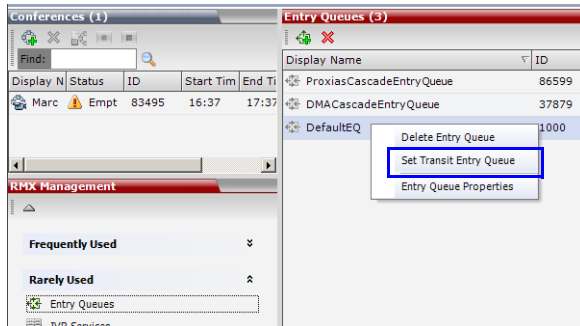 Conferences (1)
Find:
Display N Status ID Start Tim End Ti
Marc Empt 83495 16:37 17:37
RMX Management
Frequently Used
Rarely Used
Entry Queues
IVR Services
Entry Queues (3)
Display Name ID
ProxiasCascadeEntryQueue 86599
DMACascadeEntryQueue 37879
DefaultEQ 1000
Delete Entry Queue
Set Transit Entry Queue
Entry Queue Properties